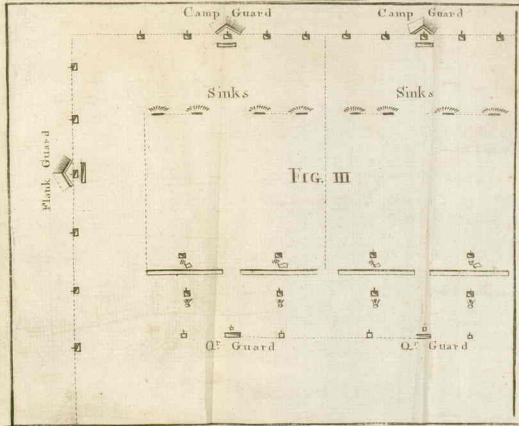 Camp Guard Camp Guard
Sinks Sinks
Flank Guard
FIG. III
Qr. Guard Qr. Guard